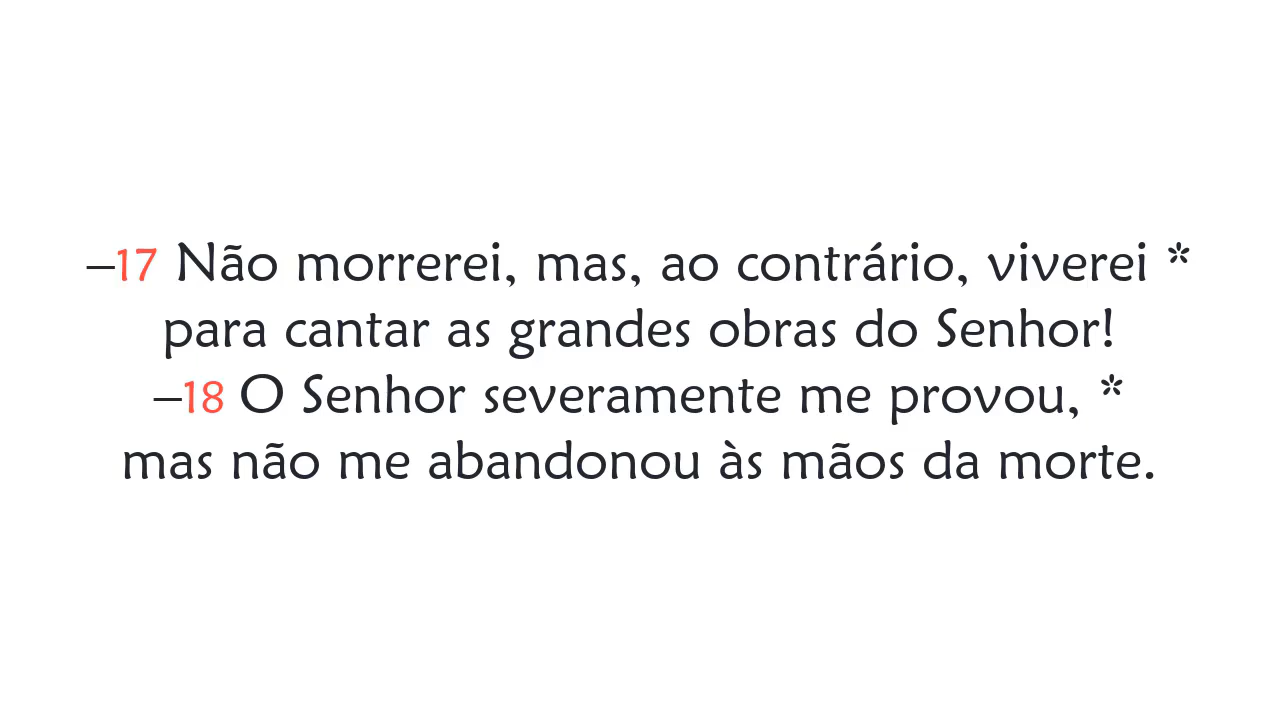 –17 Não morrerei, mas, ao contrário, viverei *
para cantar as grandes obras do Senhor!
–18 O Senhor severamente me provou, *
mas não me abandonou às mãos da morte.